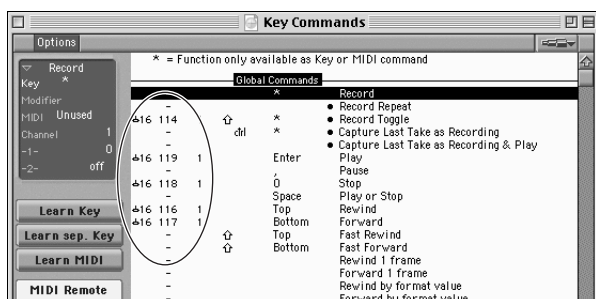 Key Commands
Options
* = Function only available as Key or MIDI command
Global Commands
Record
Key *
Modifier
MIDI Unused
Channel 1
-1- 0
-2- off
Learn Key
Learn sep. Key
Learn MIDI
MIDI Remote
- * Record
- • Record Repeat
16 114 ⇧ * • Record Toggle
- ctrl * • Capture Last Take as Recording
- • Capture Last Take as Recording & Play
16 119 1 Enter Play
- , Pause
16 118 1 0 Stop
- Space Play or Stop
16 116 1 Top Rewind
16 117 1 Bottom Forward
- ⇧ Top Fast Rewind
- ⇧ Bottom Fast Forward
- Rewind 1 frame
- Forward 1 frame
- Rewind by format value
- Forward by format value